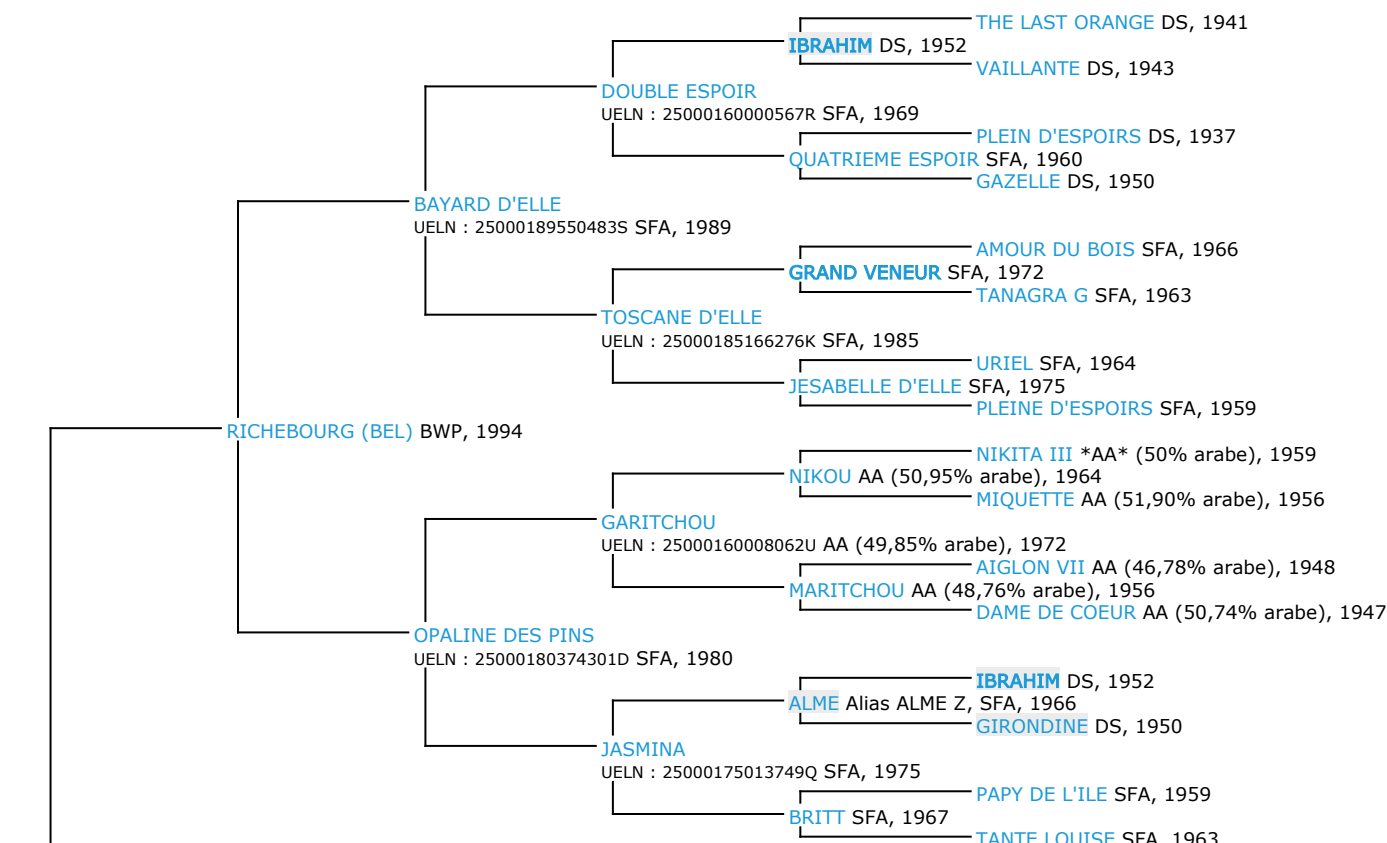 THE LAST ORANGE DS, 1941
IBRAHIM DS, 1952
VAILLANTE DS, 1943
DOUBLE ESPOIR
UELN : 25000160000567R SFA, 1969
PLEIN D'ESPOIRS DS, 1937
QUATRIEME ESPOIR SFA, 1960
GAZELLE DS, 1950
BAYARD D'ELLE
UELN : 25000189550483S SFA, 1989
AMOUR DU BOIS SFA, 1966
GRAND VENEUR SFA, 1972
TANAGRA G SFA, 1963
TOSCANE D'ELLE
UELN : 25000185166276K SFA, 1985
URIEL SFA, 1964
JESABELLE D'ELLE SFA, 1975
PLEINE D'ESPOIRS SFA, 1959
RICHEBOURG (BEL) BWP, 1994
NIKITA III *AA* (50% arabe), 1959
NIKOU AA (50,95% arabe), 1964
MIQUETTE AA (51,90% arabe), 1956
GARITCHOU
UELN : 25000160008062U AA (49,85% arabe), 1972
AIGLON VII AA (46,78% arabe), 1948
MARITCHOU AA (48,76% arabe), 1956
DAME DE COEUR AA (50,74% arabe), 1947
OPALINE DES PINS
UELN : 25000180374301D SFA, 1980
IBRAHIM DS, 1952
ALME Alias ALME Z, SFA, 1966
GIRONDINE DS, 1950
JASMINA
UELN : 25000175013749Q SFA, 1975
PAPY DE L'ILE SFA, 1959
BRITT SFA, 1967
TANTE LOUISE SFA, 1963